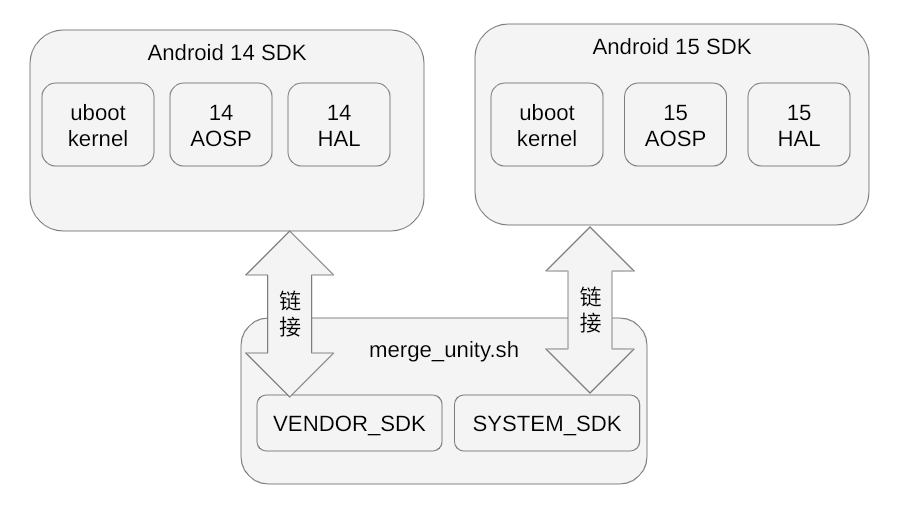 Android 14 SDK
uboot
kernel
14
AOSP
14
HAL
Android 15 SDK
uboot
kernel
15
AOSP
15
HAL
链
接
链
接
merge_unity.sh
VENDOR_SDK
SYSTEM_SDK